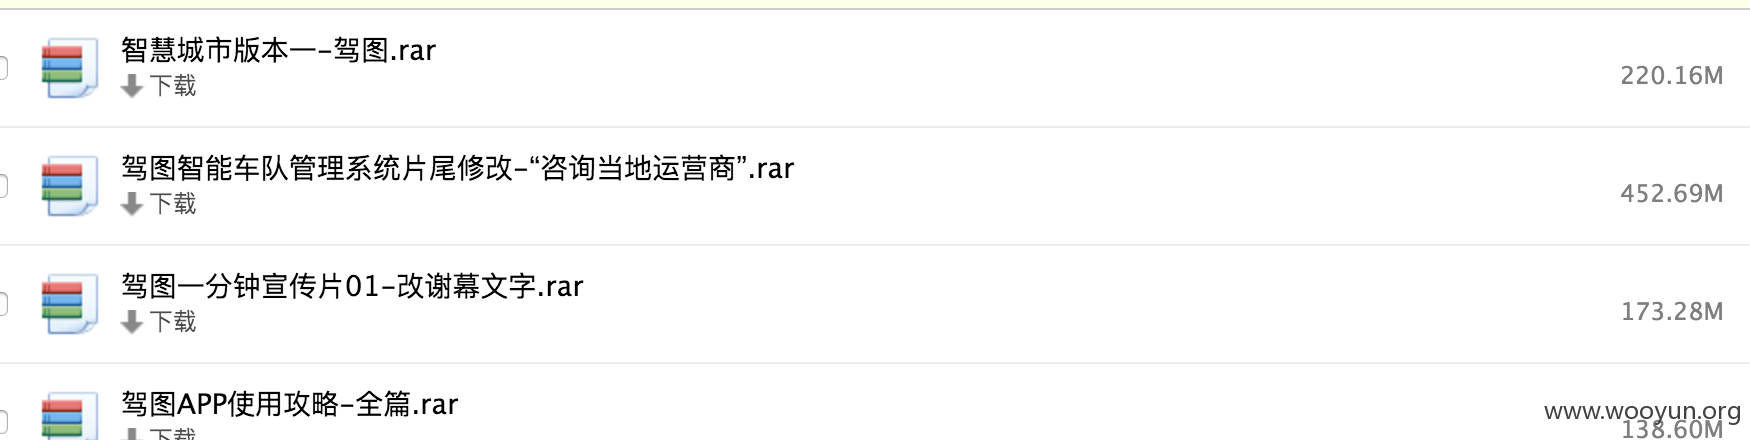 智慧城市版本一-驾图.rar
下载
220.16M
驾图智能车队管理系统片尾修改-“咨询当地运营商”.rar
下载
452.69M
驾图一分钟宣传片01-改谢幕文字.rar
下载
173.28M
驾图APP使用攻略-全篇.rar
下载
138.60M
www.wooyun.org